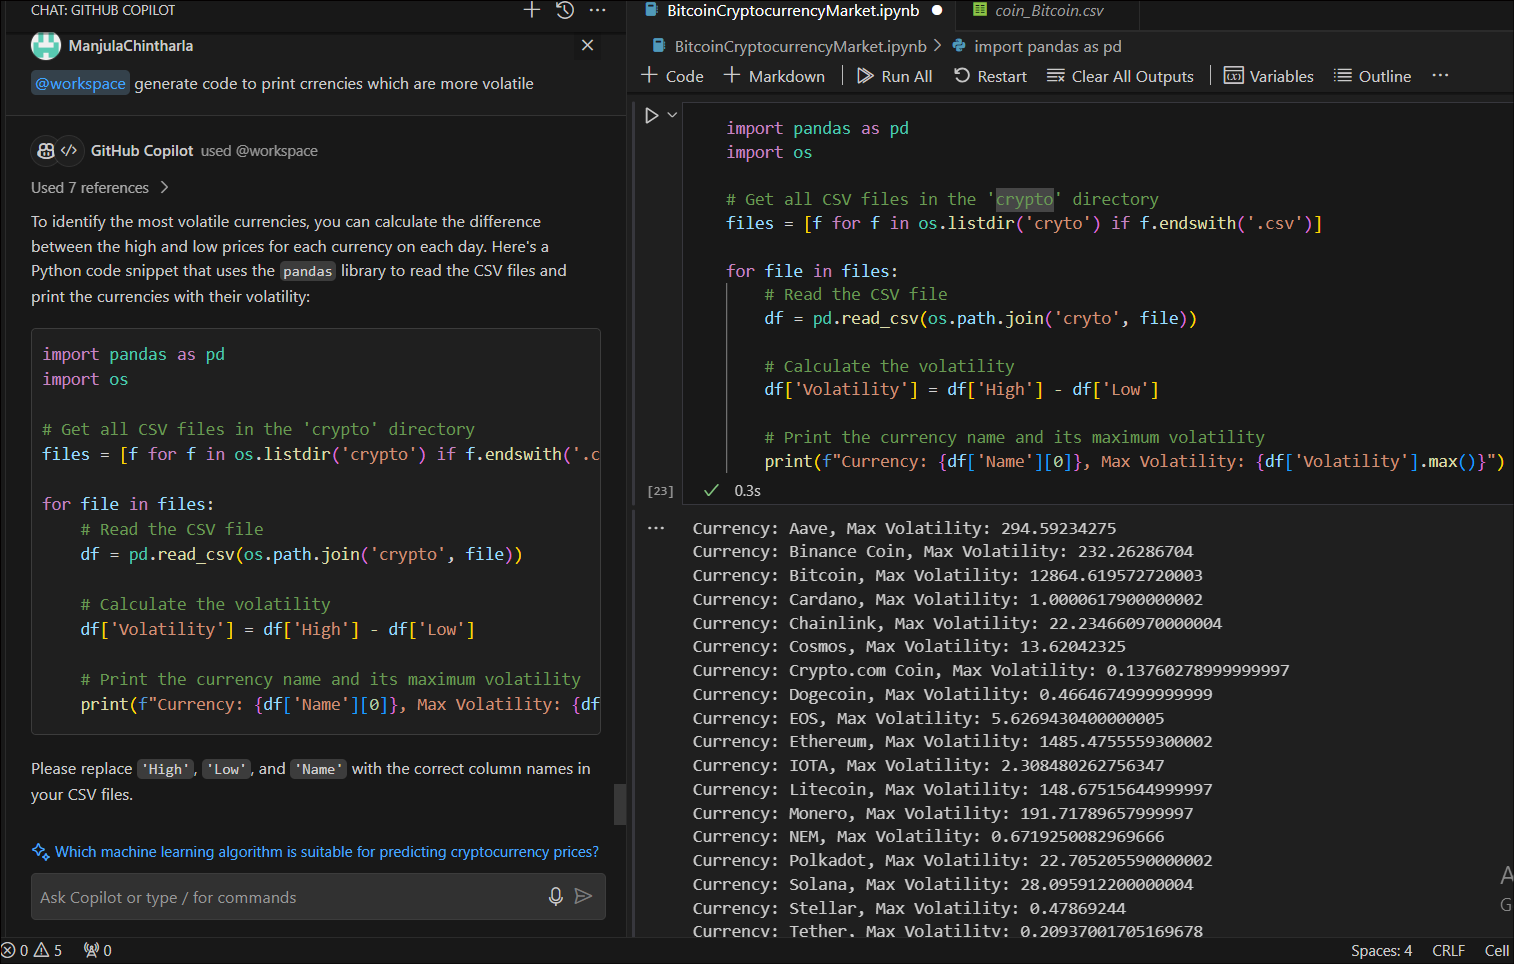 CHAT: GITHUB COPILOT
ManjulaChintharla
@workspace generate code to print crrencies which are more volatile
GitHub Copilot used @workspace
Used 7 references
To identify the most volatile currencies, you can calculate the difference
between the high and low prices for each currency on each day. Here's a
Python code snippet that uses the pandas library to read the CSV files and
print the currencies with their volatility:
import pandas as pd
import os
# Get all CSV files in the 'crypto' directory
files = [f for f in os.listdir('crypto') if f.endswith('.c
for file in files:
# Read the CSV file
df = pd.read_csv(os.path.join('crypto', file))
# Calculate the volatility
df['Volatility'] = df['High'] - df['Low']
# Print the currency name and its maximum volatility
print(f"Currency: {df['Name'][0]}, Max Volatility: {df
Please replace 'High', 'Low', and 'Name' with the correct column names in
your CSV files.
Which machine learning algorithm is suitable for predicting cryptocurrency prices?
Ask Copilot or type / for commands
BitcoinCryptocurrencyMarket.ipynb
coin_Bitcoin.csv
BitcoinCryptocurrencyMarket.ipynb > import pandas as pd
+ Code + Markdown Run All Restart Clear All Outputs Variables Outline ...
import pandas as pd
import os
# Get all CSV files in the 'crypto' directory
files = [f for f in os.listdir('cryto') if f.endswith('.csv')]
for file in files:
# Read the CSV file
df = pd.read_csv(os.path.join('cryto', file))
# Calculate the volatility
df['Volatility'] = df['High'] - df['Low']
# Print the currency name and its maximum volatility
print(f"Currency: {df['Name'][0]}, Max Volatility: {df['Volatility'].max()}")
[23] 0.3s
Currency: Aave, Max Volatility: 294.59234275
Currency: Binance Coin, Max Volatility: 232.26286704
Currency: Bitcoin, Max Volatility: 12864.619572720003
Currency: Cardano, Max Volatility: 1.0000617900000002
Currency: Chainlink, Max Volatility: 22.234660970000004
Currency: Cosmos, Max Volatility: 13.62042325
Currency: Crypto.com Coin, Max Volatility: 0.13760278999999997
Currency: Dogecoin, Max Volatility: 0.4664674999999999
Currency: EOS, Max Volatility: 5.6269430400000005
Currency: Ethereum, Max Volatility: 1485.4755559300002
Currency: IOTA, Max Volatility: 2.308480262756347
Currency: Litecoin, Max Volatility: 148.67515644999997
Currency: Monero, Max Volatility: 191.71789657999997
Currency: NEM, Max Volatility: 0.6719250082969666
Currency: Polkadot, Max Volatility: 22.705205590000002
Currency: Solana, Max Volatility: 28.095912200000004
Currency: Stellar, Max Volatility: 0.47869244
Currency: Tether, Max Volatility: 0.20937001705169678
A
G
0 5 0
Spaces: 4 CRLF Cell